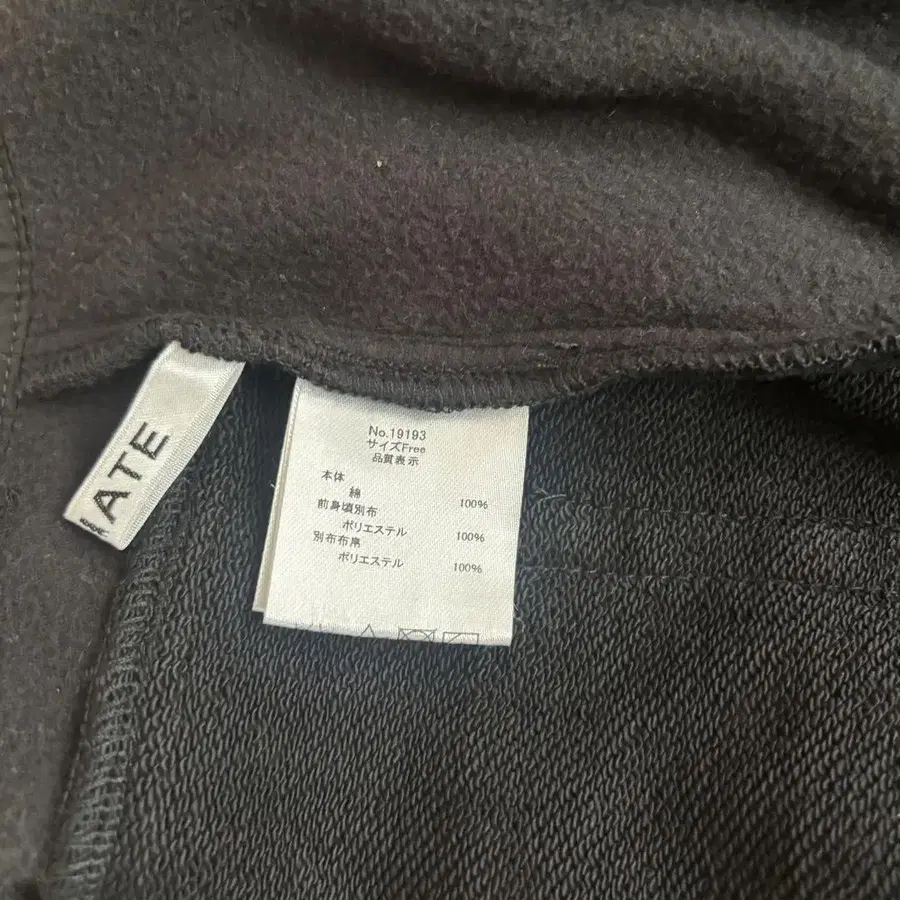 ATE
No.19193
サイズFree
品質表示
本体
綿 100%
前身頃別布
ポリエステル 100%
別布布帛
ポリエステル 100%